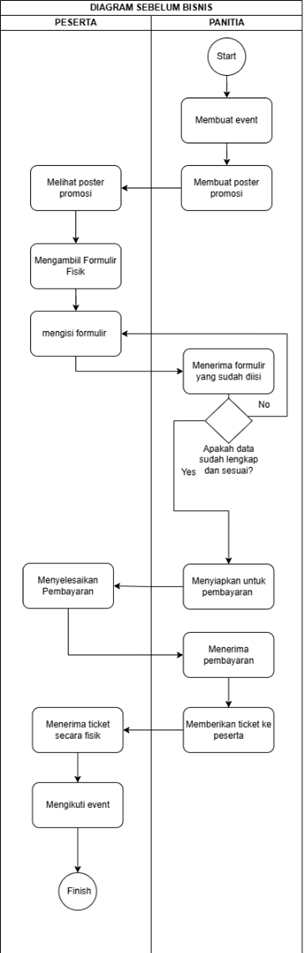 DIAGRAM SEBELUM BISNIS
PESERTA
PANITIA
Start
Membuat event
Membuat poster
promosi
Melihat poster
promosi
Mengambiil Formulir
Fisik
mengisi formulir
Menerima formulir
yang sudah diisi
No
Apakah data
sudah lengkap
dan sesuai?
Yes
Menyiapkan untuk
pembayaran
Menyelesaikan
Pembayaran
Menerima
pembayaran
Memberikan ticket ke
peserta
Menerima ticket
secara fisik
Mengikuti event
Finish